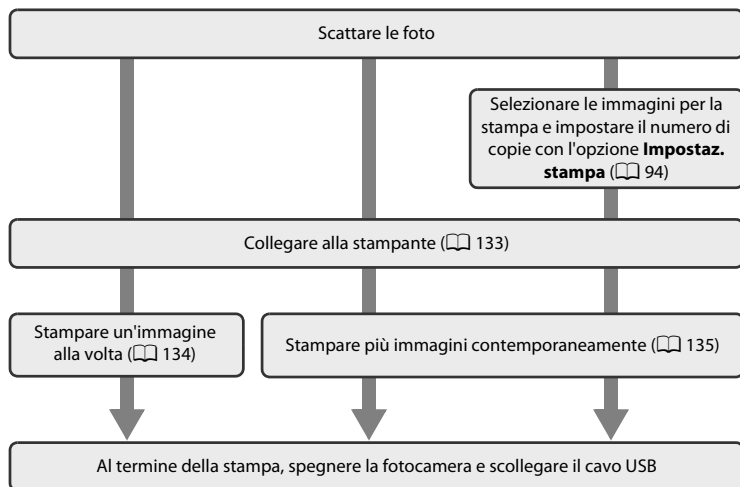 Scattare le foto
Selezionare le immagini per la
stampa e impostare il numero di
copie con l'opzione Impostaz.
stampa (📖 94)
Collegare alla stampante (📖 133)
Stampare un'immagine
alla volta (📖 134)
Stampare più immagini contemporaneamente (📖 135)
Al termine della stampa, spegnere la fotocamera e scollegare il cavo USB